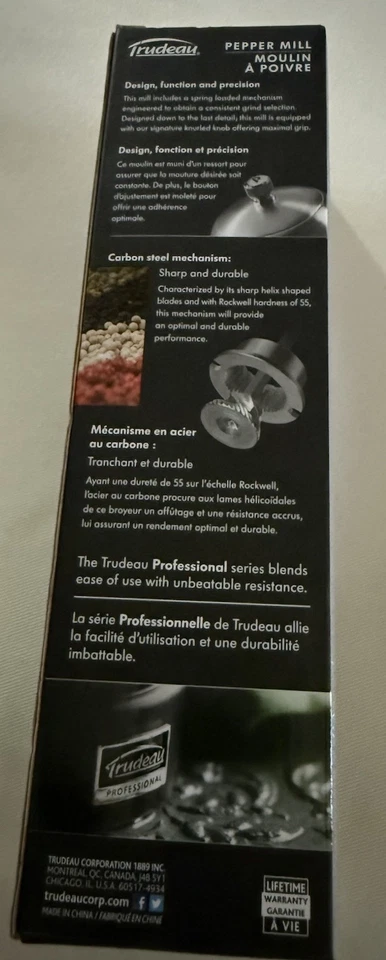 Trudeau
PEPPER MILL
MOULIN
À POIVRE
Design, function and precision
This mill includes a spring loaded mechanism
engineered to obtain a consistent grind selection.
Designed down to the last detail, this mill is equipped
with our signature knurled knob offering maximal grip.
Design, fonction et précision
Ce moulin est muni d'un ressort pour
assurer que la mouture désirée soit
constante. De plus, le bouton
d'ajustement est moleté pour
offrir une adhérence
optimale.
Carbon steel mechanism:
Sharp and durable
Characterized by its sharp helix shaped
blades and with Rockwell hardness of 55,
this mechanism will provide
an optimal and durable
performance.
Mécanisme en acier
au carbone :
Tranchant et durable
Ayant une dureté de 55 sur l'échelle Rockwell,
l'acier au carbone procure aux lames hélicoïdales
de ce broyeur un affûtage et une résistance accrus,
lui assurant un rendement optimal et durable.
The Trudeau Professional series blends
ease of use with unbeatable resistance.
La série Professionnelle de Trudeau allie
la facilité d'utilisation et une durabilité
imbattable.
Trudeau
PROFESSIONAL
TRUDEAU CORPORATION 1889 INC.
MONTREAL, QC, CANADA, J4B 5Y1
CHICAGO, IL, U.S.A. 60517-4934
trudeaucorp.com
MADE IN CHINA / FABRIQUÉ EN CHINE
LIFETIME
WARRANTY
GARANTIE
À VIE